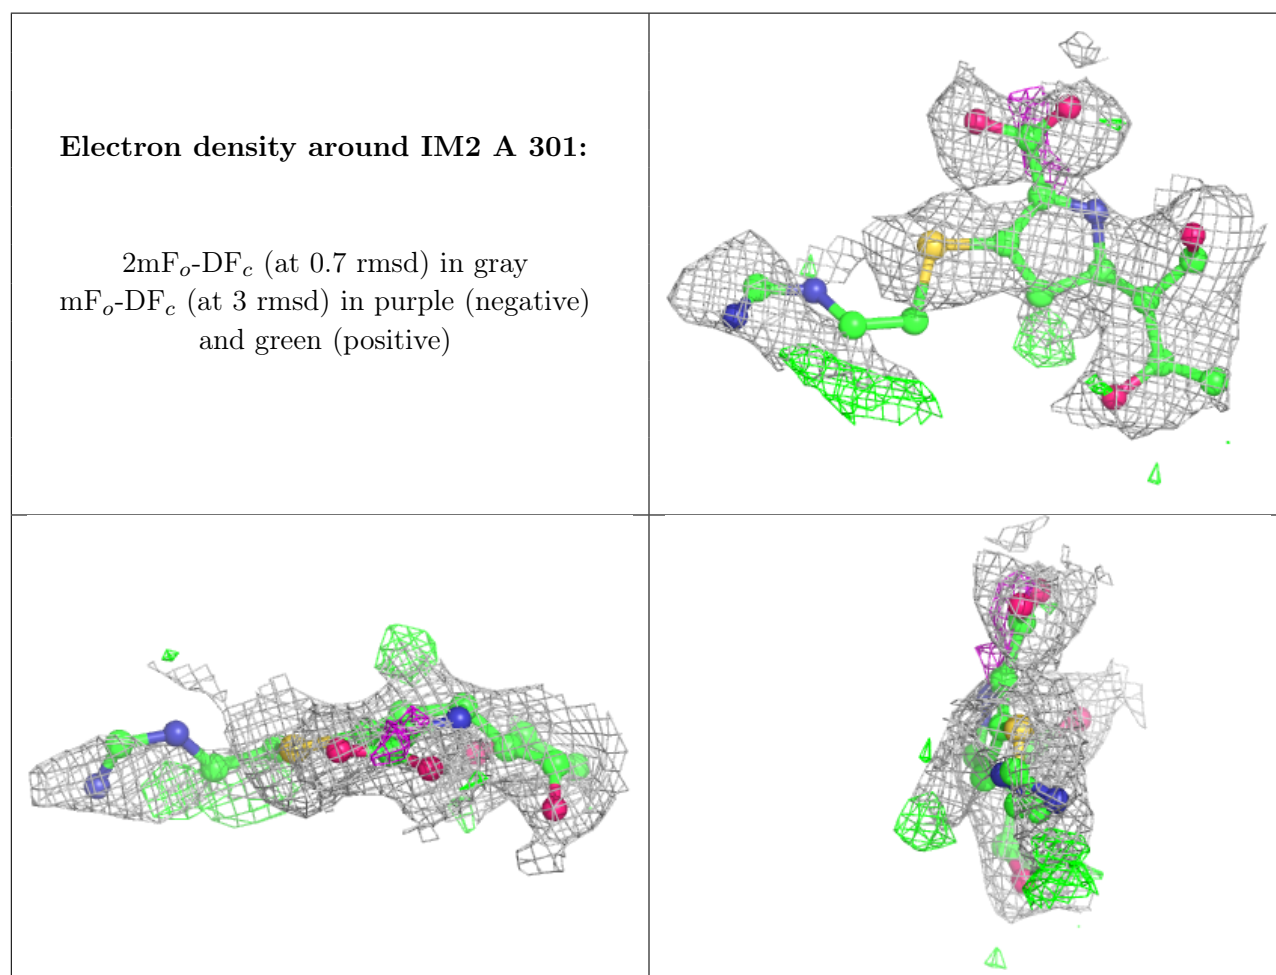 Electron density around IM2 A 301:
2mFo-DFc (at 0.7 rmsd) in gray
mFo-DFc (at 3 rmsd) in purple (negative)
and green (positive)